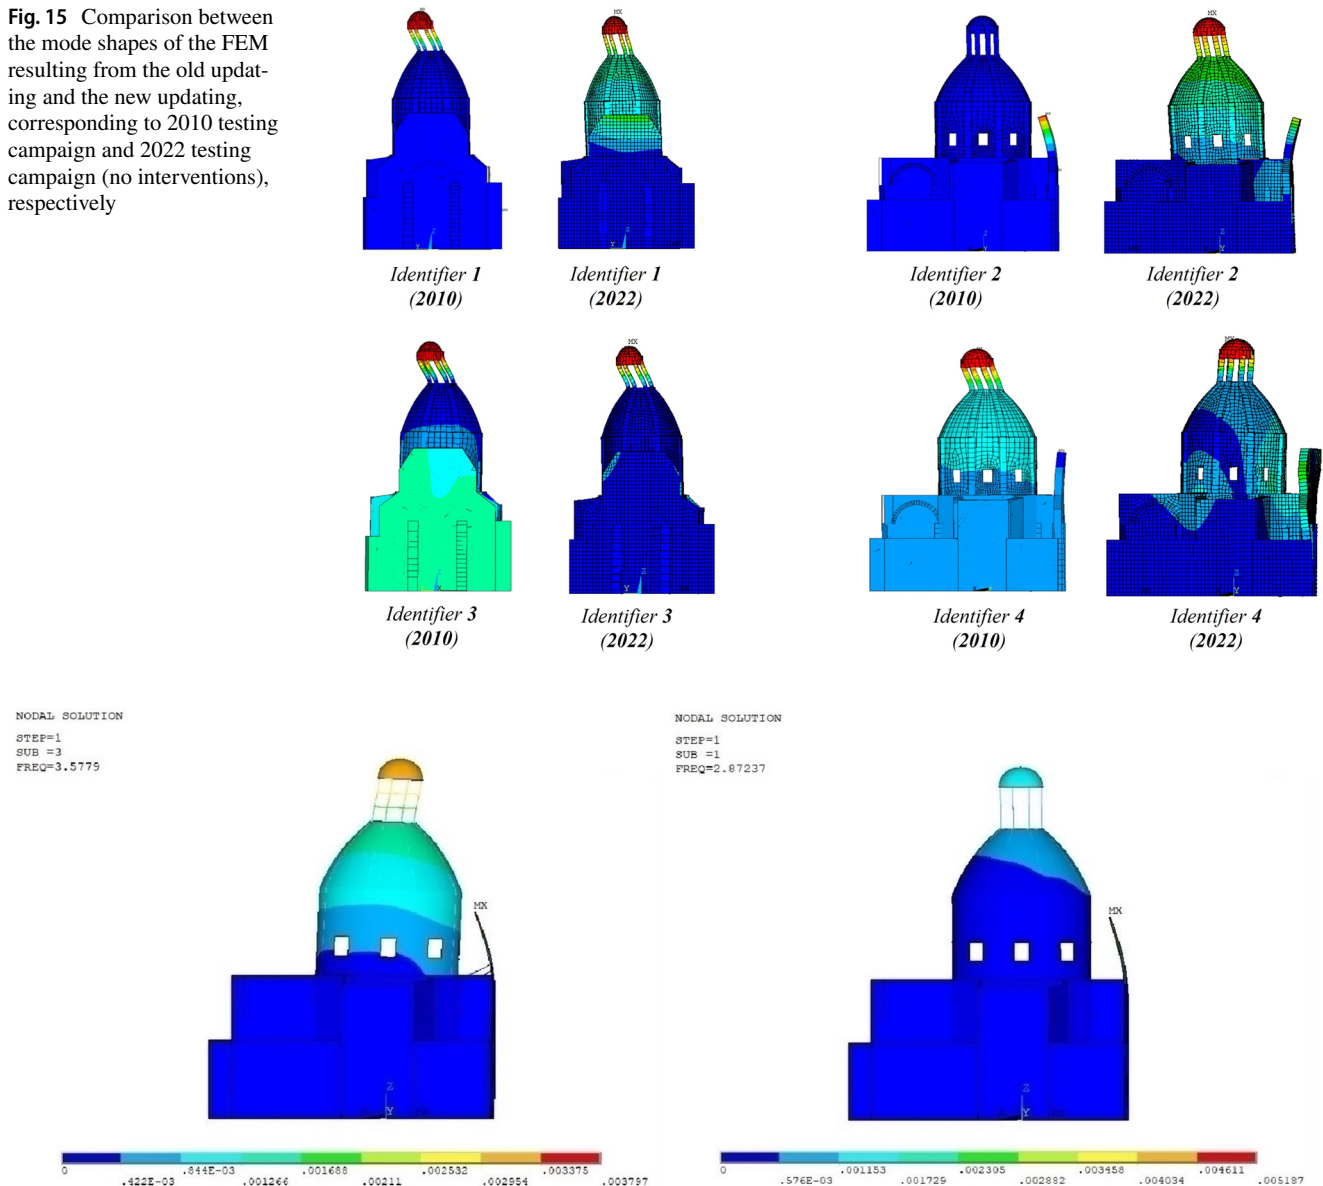 Fig. 15 Comparison between
the mode shapes of the FEM
resulting from the old updat-
ing and the new updating,
corresponding to 2010 testing
campaign and 2022 testing
campaign (no interventions),
respectively
MX
MX
Identifier 1
(2010)
Identifier 1
(2022)
Identifier 2
(2010)
Identifier 2
(2022)
MX
MX
Identifier 3
(2010)
Identifier 3
(2022)
Identifier 4
(2010)
Identifier 4
(2022)
NODAL SOLUTION
STEP=1
SUB =3
FREQ=3.5779
MX
Z
Y
0 .844E-03 .001688 .002532 .003375
.422E-03 .001266 .00211 .002954 .003797
NODAL SOLUTION
STEP=1
SUB =1
FREQ=2.87237
MX
Z
Y
0 .001153 .002305 .003458 .004611
.576E-03 .001729 .002882 .004034 .005187